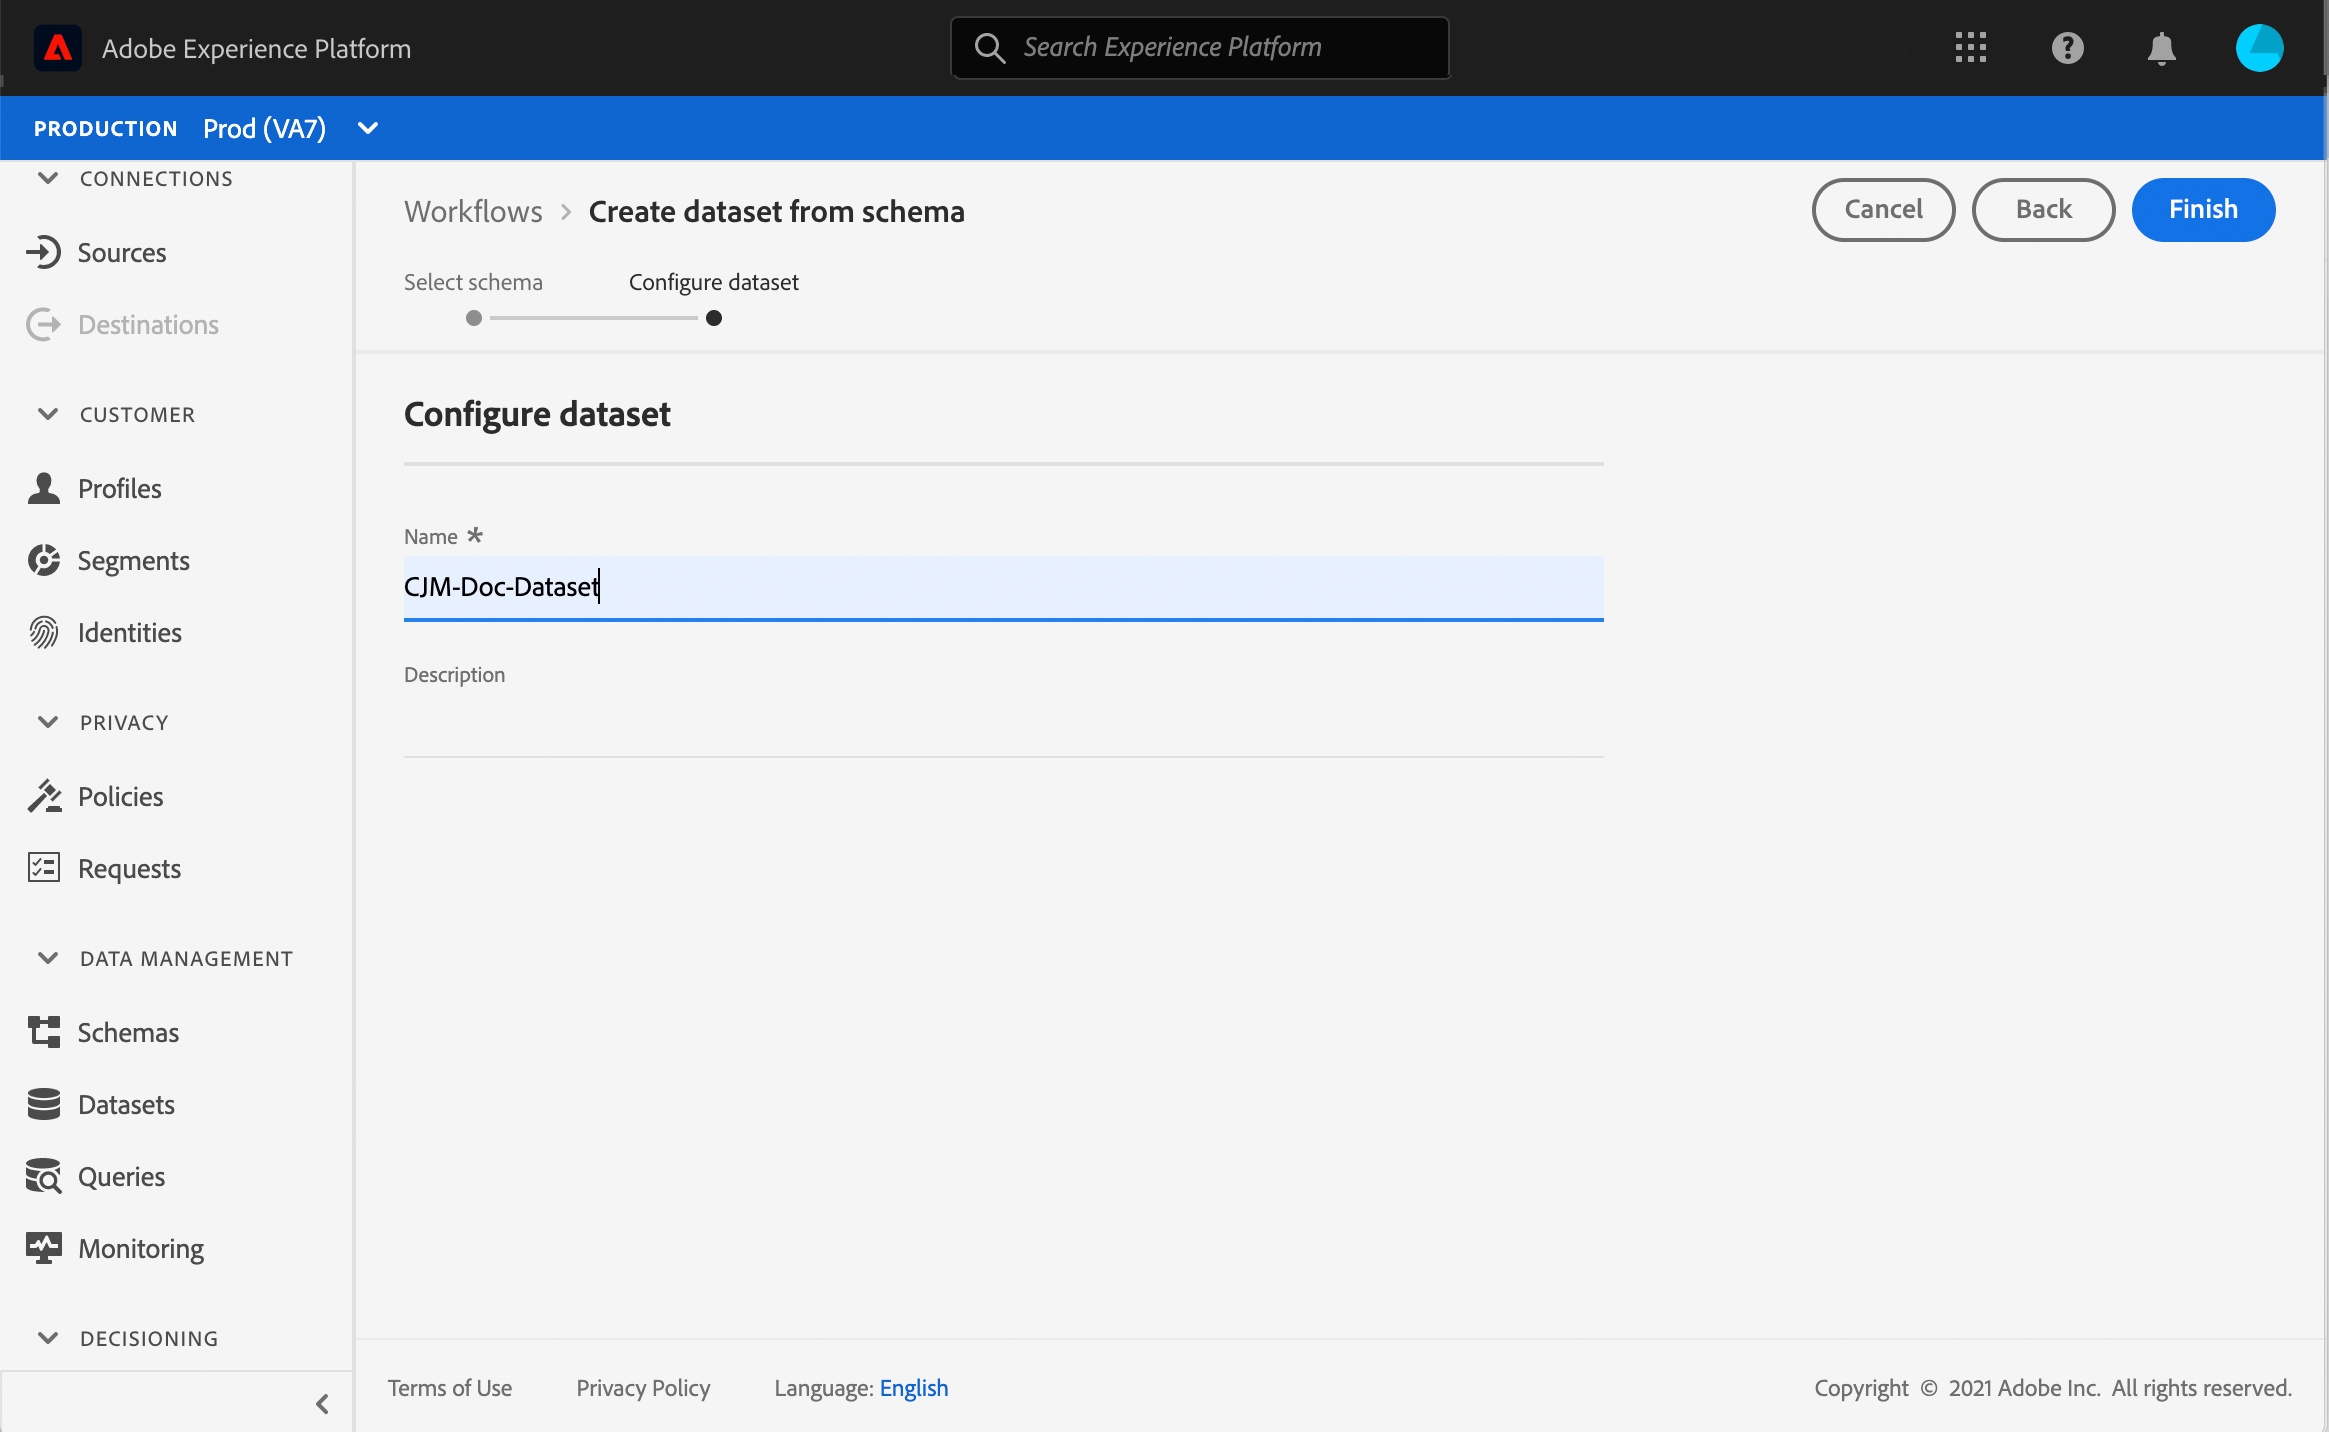 Adobe Experience Platform
Search Experience Platform
PRODUCTION Prod (VA7)
CONNECTIONS
Sources
Destinations
CUSTOMER
Profiles
Segments
Identities
PRIVACY
Policies
Requests
DATA MANAGEMENT
Schemas
Datasets
Queries
Monitoring
DECISIONING
Workflows > Create dataset from schema
Cancel
Back
Finish
Select schema
Configure dataset
Configure dataset
Name *
CJM-Doc-Dataset
Description
Terms of Use
Privacy Policy
Language: English
Copyright © 2021 Adobe Inc. All rights reserved.